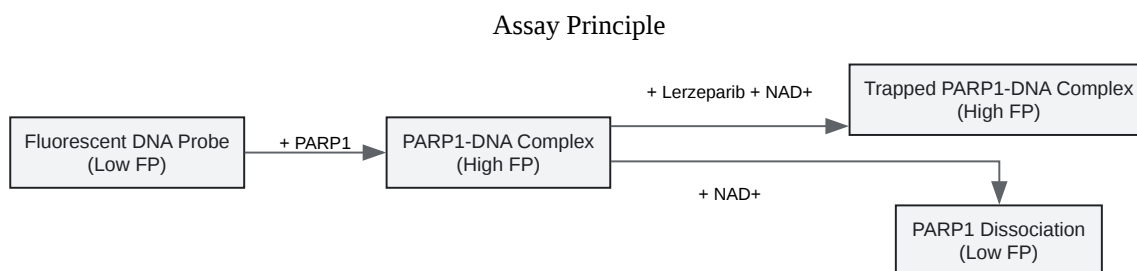 Assay Principle
Fluorescent DNA Probe
(Low FP)
+ PARP1
PARP1-DNA Complex
(High FP)
+ Lerzeparib + NAD+
Trapped PARP1-DNA Complex
(High FP)
+ NAD+
PARP1 Dissociation
(Low FP)